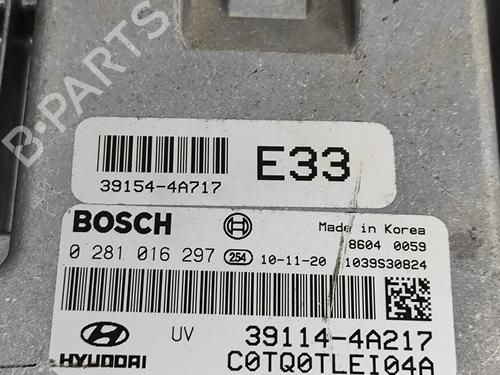 B-PARTS
E33
39154-4A717
BOSCH
Made in Korea
8604 0059
0 281 016 297 254 10-11-20 1039S30824
UV 39114-4A217
HYUNDAI C0TQ0TLEI04A